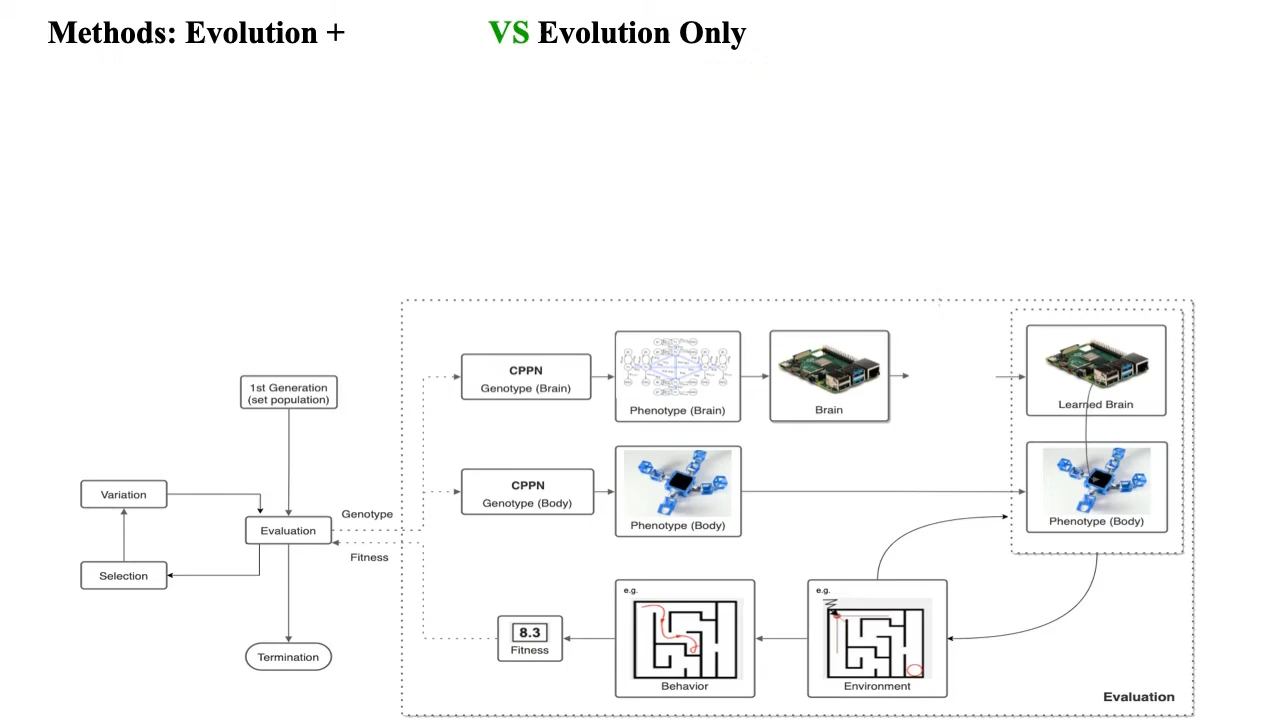 Methods: Evolution + VS Evolution Only
1st Generation
(set population)
Variation
Evaluation
Selection
Termination
Genotype
Fitness
CPPN
Genotype (Brain)
Phenotype (Brain)
Brain
Learned Brain
CPPN
Genotype (Body)
Phenotype (Body)
Phenotype (Body)
8.3
Fitness
e.g.
Behavior
e.g.
Environment
Evaluation